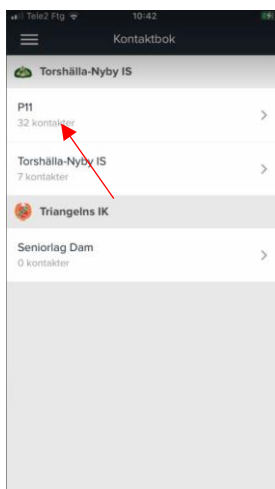 Tele2 Ftg 10:42
Kontaktbok
Torshälla-Nyby IS
P11
32 kontakter
Torshälla-Nyby IS
7 kontakter
Triangelns IK
Seniorlag Dam
0 kontakter